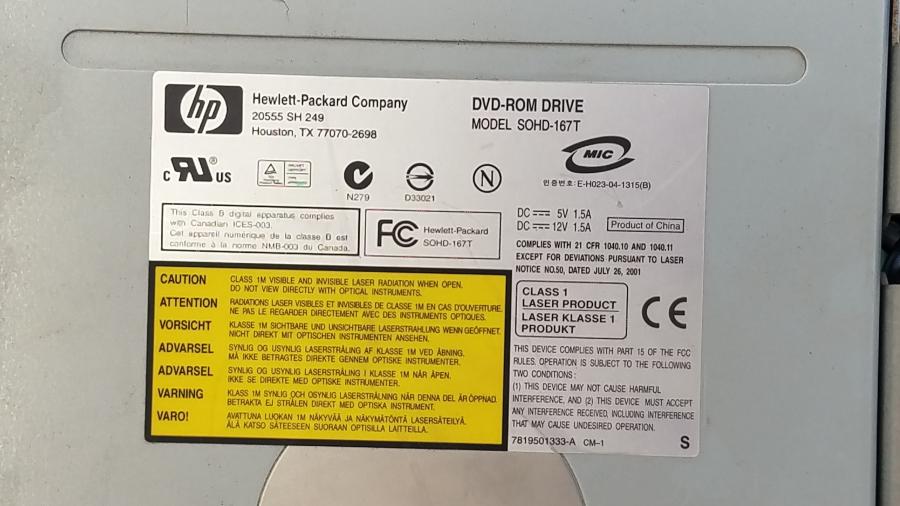 hp
Hewlett-Packard Company
20555 SH 249
Houston, TX 77070-2698
DVD-ROM DRIVE
MODEL SOHD-167T
c RU ® US
N279
D33021
N
MIC
인증번호: E-H023-04-1315(B)
This Class B digital apparatus complies
with Canadian ICES-003.
Cet appareil numérique de la classe B est
conforme à la norme NMB-003 du Canada.
FC Hewlett-Packard
SOHD-167T
DC 5V 1.5A
DC 12V 1.5A
Product of China
COMPLIES WITH 21 CFR 1040.10 AND 1040.11
EXCEPT FOR DEVIATIONS PURSUANT TO LASER
NOTICE NO.50, DATED JULY 26, 2001
CLASS 1
LASER PRODUCT
LASER KLASSE 1
PRODUKT
CE
CAUTION CLASS 1M VISIBLE AND INVISIBLE LASER RADIATION WHEN OPEN.
DO NOT VIEW DIRECTLY WITH OPTICAL INSTRUMENTS.
ATTENTION RADIATIONS LASER VISIBLES ET INVISIBLES DE CLASSE 1M EN CAS D'OUVERTURE.
NE PAS LE REGARDER DIRECTEMENT AVEC DES INSTRUMENTS OPTIQUES.
VORSICHT KLASSE 1M SICHTBARE UND UNSICHTBARE LASERSTRAHLUNG WENN GEÖFFNET.
NICHT DIREKT MIT OPTISCHEN INSTRUMENTEN ANSEHEN.
ADVARSEL SYNLIG OG USYNLIG LASERSTRÅLING AF KLASSE 1M VED ÅBNING.
MÅ IKKE BETRAGTES DIREKTE GENNEM OPTISKE INSTRUMENTER.
ADVARSEL SYNLIG OG USYNLIG LASERSTRÅLING I KLASSE 1M NÅR ÅPEN.
IKKE SE DIREKTE MED OPTISKE INSTRUMENTER.
VARNING KLASS 1M SYNLIG OCH OSYNLIG LASERSTRÅLNING NÄR DENNA DEL ÄR ÖPPNAD.
BETRAKTA EJ STRÅLEN DIREKT MED OPTISKA INSTRUMENT.
VARO! AVATTUNA LUOKAN 1M NÄKYVÄÄ JA NÄKYMÄTÖNTÄ LASERSÄTEILYÄ.
ÄLÄ KATSO SÄTEESEEN SUORAAN OPTISILLA LAITTEILLA.
THIS DEVICE COMPLIES WITH PART 15 OF THE FCC
RULES. OPERATION IS SUBJECT TO THE FOLLOWING
TWO CONDITIONS:
(1) THIS DEVICE MAY NOT CAUSE HARMFUL
INTERFERENCE, AND (2) THIS DEVICE MUST ACCEPT
ANY INTERFERENCE RECEIVED, INCLUDING INTERFERENCE
THAT MAY CAUSE UNDESIRED OPERATION.
7819501333-A CM-1 S